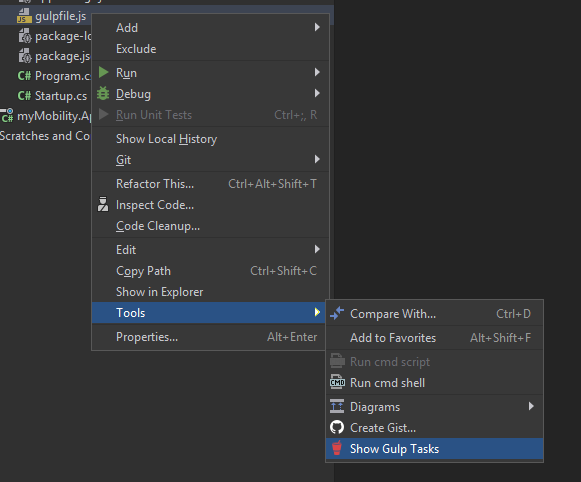 gulpfile.js
package-lo
package.js
Program.c
Startup.cs
myMobility.Ap
Scratches and Co
Add
Exclude
Run
Debug
Run Unit Tests Ctrl+;, R
Show Local History
Git
Refactor This... Ctrl+Alt+Shift+T
Inspect Code...
Code Cleanup...
Edit
Copy Path Ctrl+Shift+C
Show in Explorer
Tools
Properties... Alt+Enter
Compare With... Ctrl+D
Add to Favorites Alt+Shift+F
Run cmd script
Run cmd shell
Diagrams
Create Gist...
Show Gulp Tasks